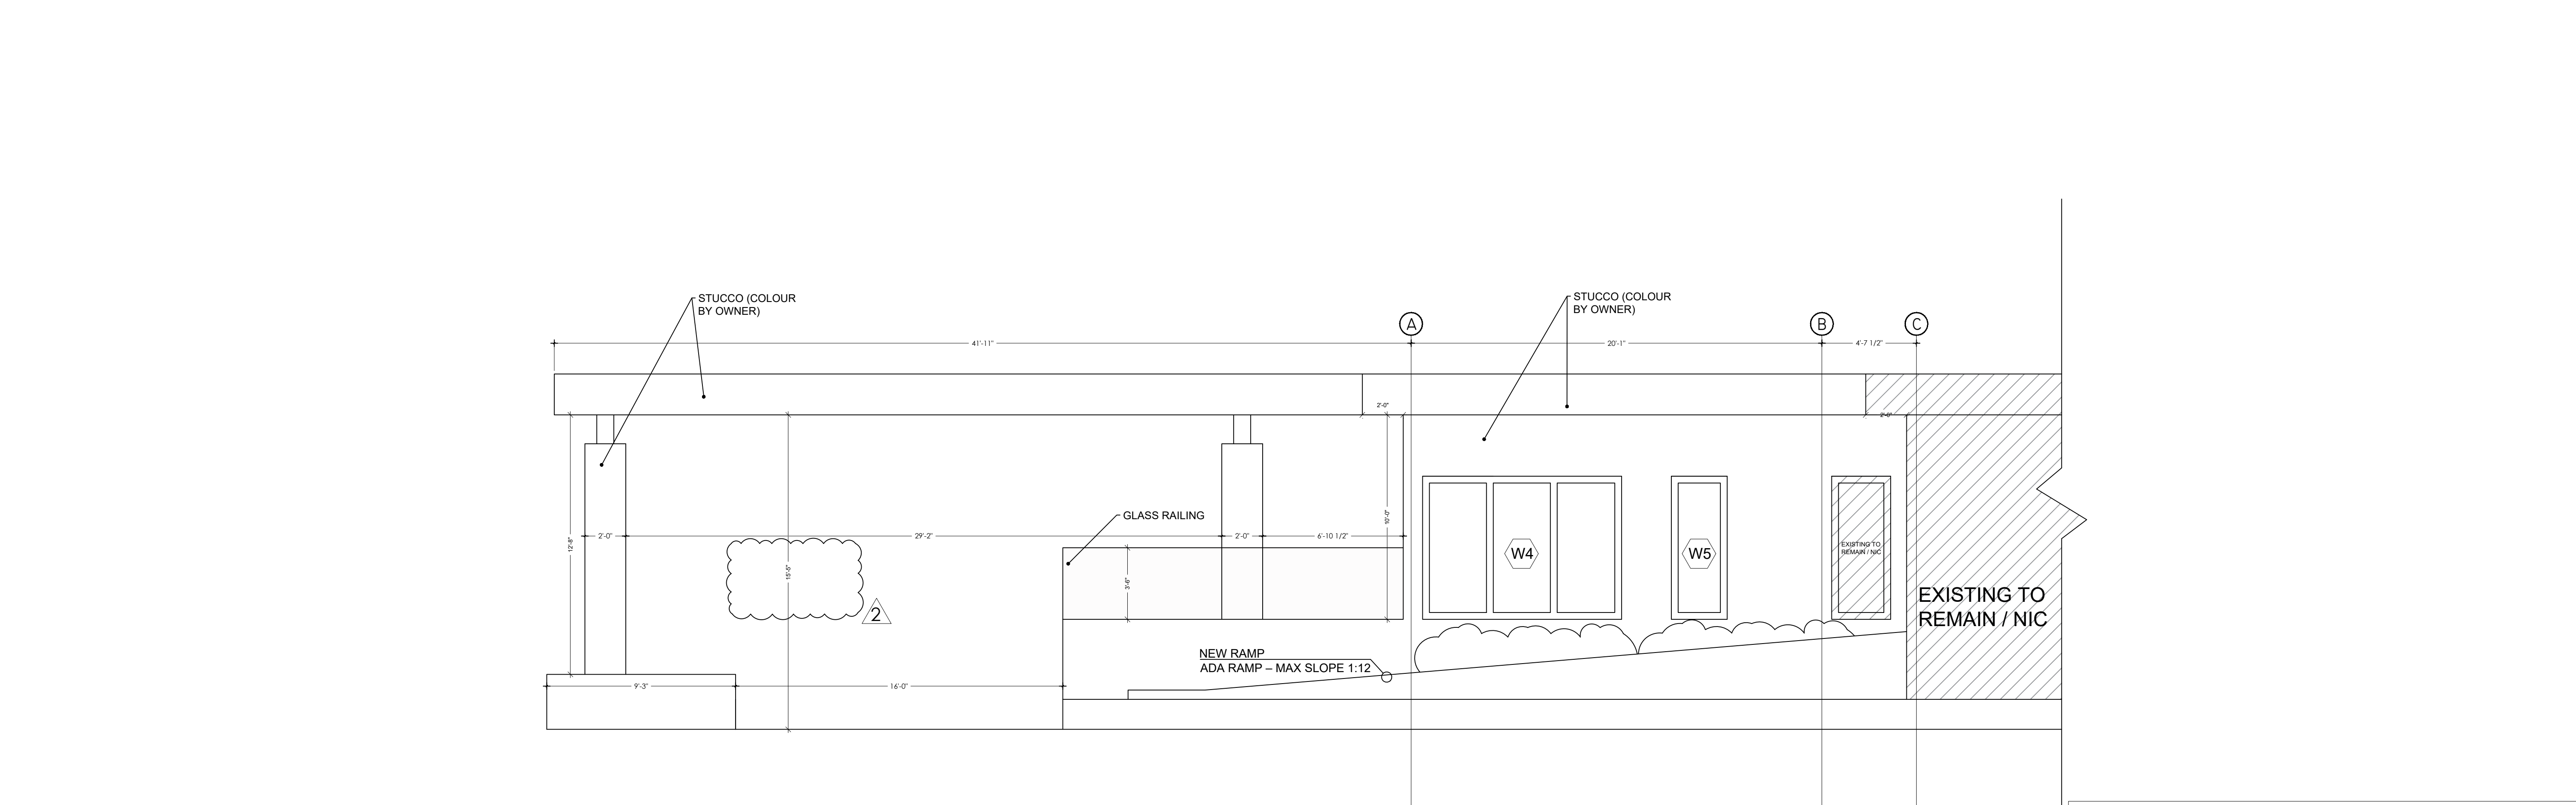 STUCCO (COLOUR
BY OWNER)
STUCCO (COLOUR
BY OWNER)
A
B
C
41'-11"
20'-1"
4'-7 1/2"
2'-0"
2'-0"
GLASS RAILING
12'-8"
2'-0"
29'-2"
2'-0"
6'-10 1/2"
10'-0"
15'-5"
3'-6"
W4
W5
EXISTING TO
REMAIN / NIC
EXISTING TO
REMAIN / NIC
2
NEW RAMP
ADA RAMP – MAX SLOPE 1:12
9'-3"
16'-0"